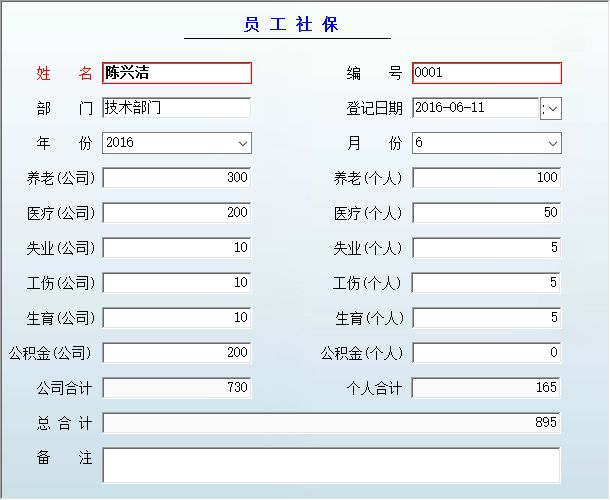 员 工 社 保
姓 名 陈兴洁 编 号 0001
部 门 技术部门 登记日期 2016-06-11
年 份 2016 月 份 6
养老(公司) 300 养老(个人) 100
医疗(公司) 200 医疗(个人) 50
失业(公司) 10 失业(个人) 5
工伤(公司) 10 工伤(个人) 5
生育(公司) 10 生育(个人) 5
公积金(公司) 200 公积金(个人) 0
公司合计 730 个人合计 165
总 合 计 895
备 注